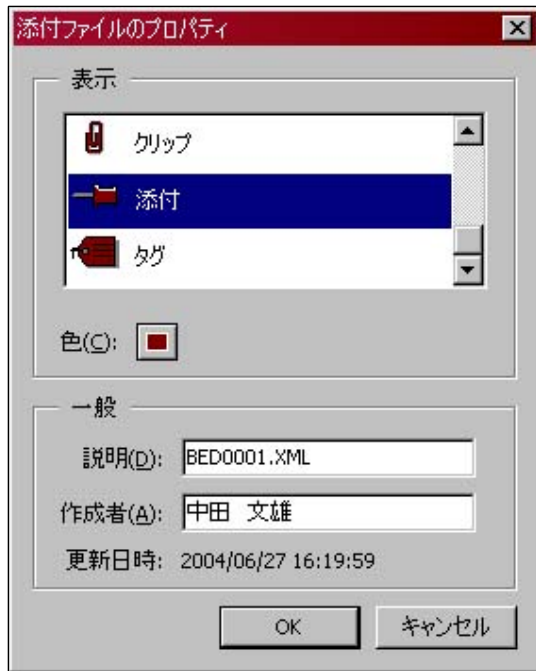 添付ファイルのプロパティ
表示
クリップ
添付
タグ
色(C):
一般
説明(D): BED0001.XML
作成者(A): 中田 文雄
更新日時: 2004/06/27 16:19:59
OK キャンセル